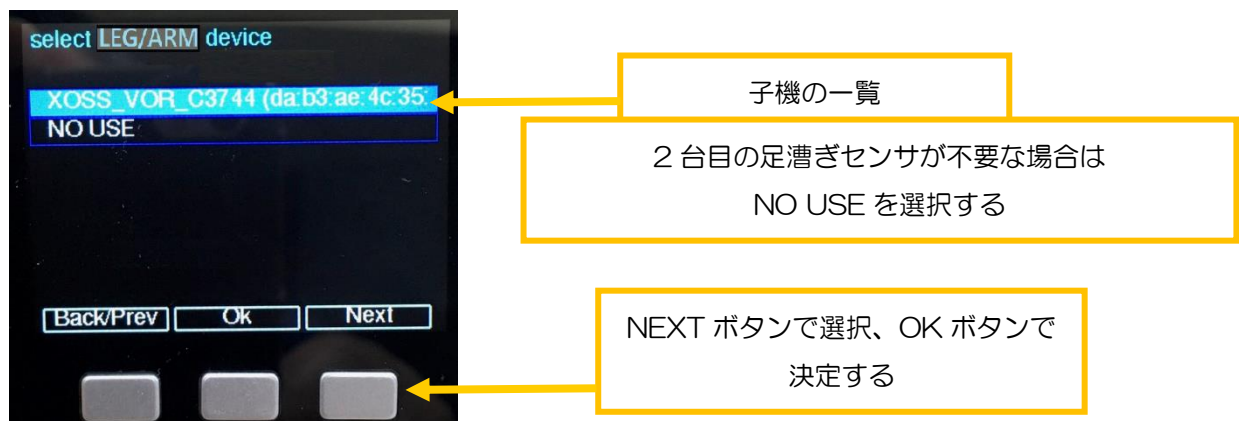 select LEG/ARM device
XOSS_VOR_C3744 (da:b3:ae:4c:35:
NO USE
Back/Prev
Ok
Next
子機の一覧
2 台目の足漕ぎセンサが不要な場合は
NO USE を選択する
NEXT ボタンで選択、OK ボタンで
決定する